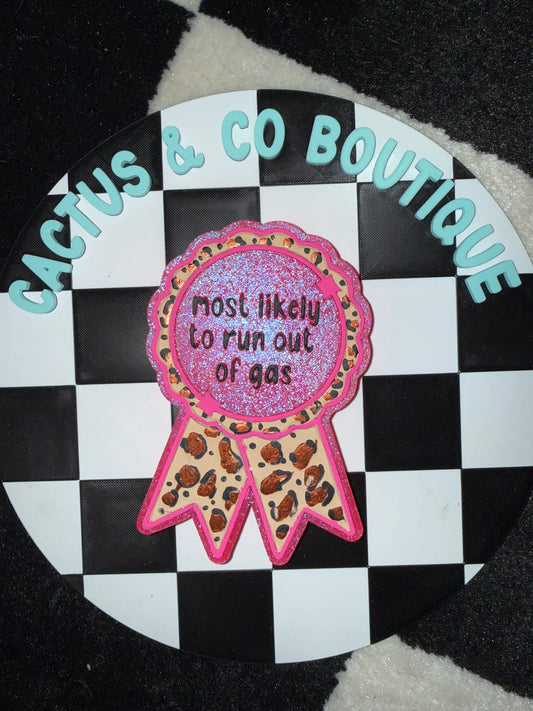 CACTUS & CO BOUTIQUE
most likely
to run out
of gas